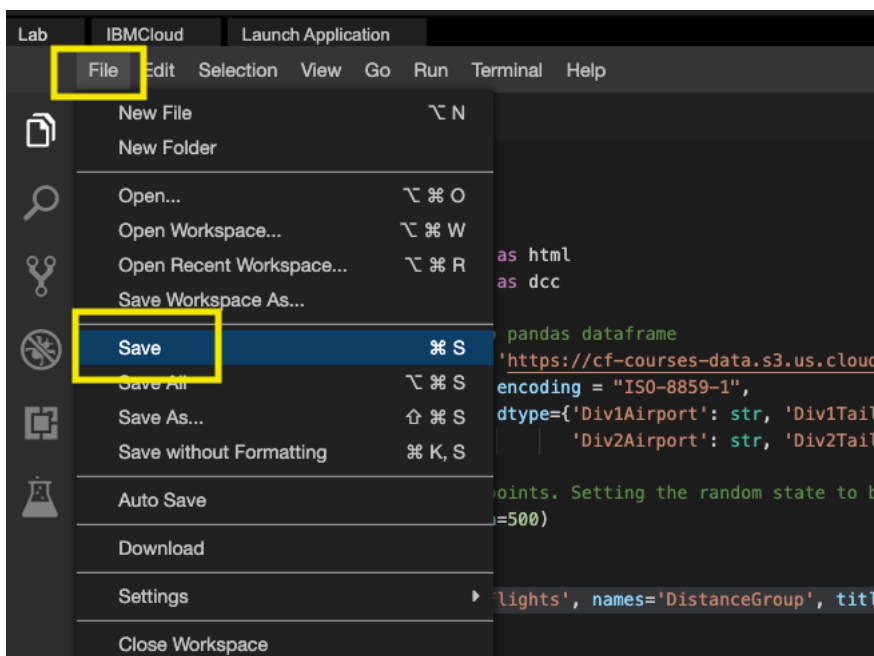 Lab IBMCloud Launch Application
File Edit Selection View Go Run Terminal Help
New File ⌥ N
New Folder
Open... ⌥ ⌘ O
Open Workspace... ⌥ ⌘ W
Open Recent Workspace... ⌥ ⌘ R
as html
as dcc
Save Workspace As...
pandas dataframe
Save ⌘ S
'https://cf-courses-data.s3.us.cloud
Save All ⌥ ⌘ S
encoding = "ISO-8859-1",
Save As... ⇧ ⌘ S
dtype={'Div1Airport': str, 'Div1Tail
'Div2Airport': str, 'Div2Tail
Save without Formatting ⌘ K, S
Auto Save
points. Setting the random state to
=500)
Download
Settings
lights', names='DistanceGroup', titl
Close Workspace